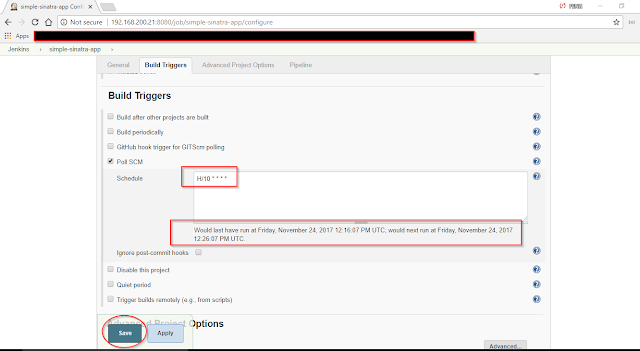 simple-sinatra-app Confi
Not secure 192.168.200.21:8080/job/simple-sinatra-app/configure
Apps
Jenkins simple-sinatra-app
General Build Triggers Advanced Project Options Pipeline
Build Triggers
Build after other projects are built
Build periodically
GitHub hook trigger for GITScm polling
Poll SCM
Schedule H/10 * * * *
Would last have run at Friday, November 24, 2017 12:16:07 PM UTC; would next run at Friday, November 24, 2017
12:26:07 PM UTC.
Ignore post-commit hooks
Disable this project
Quiet period
Trigger builds remotely (e.g., from scripts)
Advanced Project Options
Save Apply
Advanced...